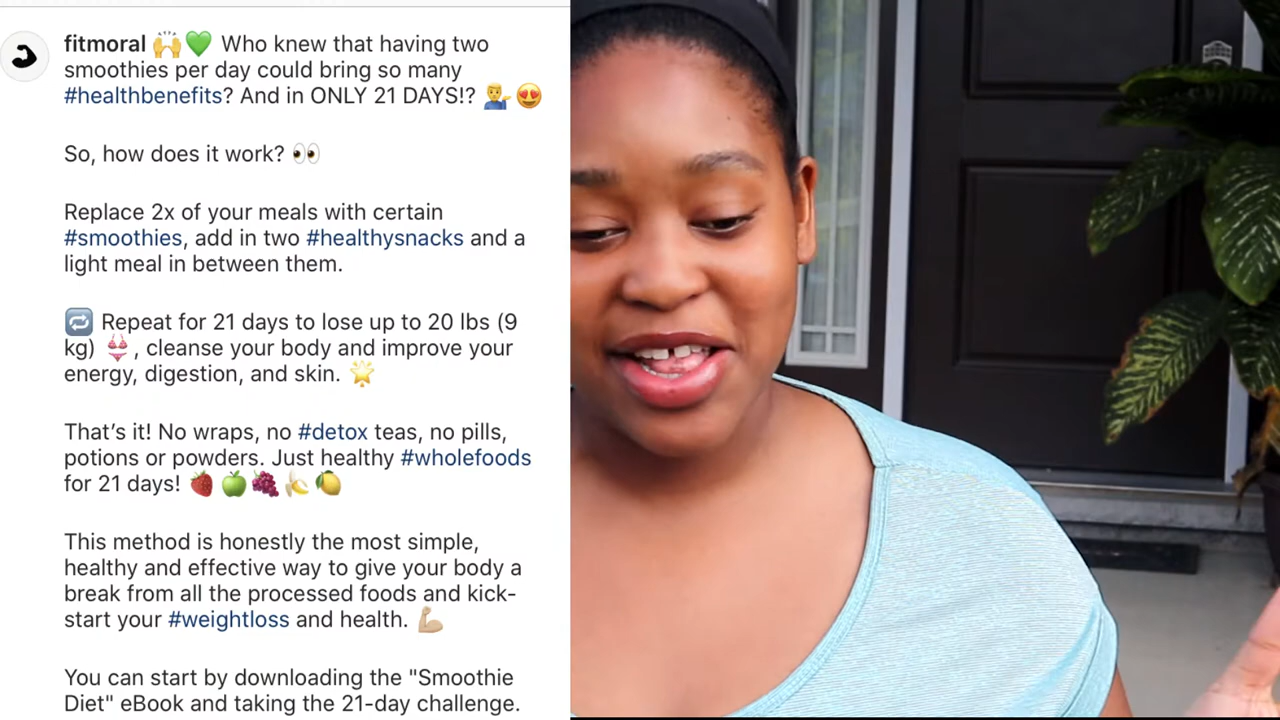 fitmoral 🙌💚 Who knew that having two
smoothies per day could bring so many
#healthbenefits? And in ONLY 21 DAYS!? 💁‍♂️😍
So, how does it work? 👀
Replace 2x of your meals with certain
#smoothies, add in two #healthysnacks and a
light meal in between them.
🔁 Repeat for 21 days to lose up to 20 lbs (9
kg) 👙, cleanse your body and improve your
energy, digestion, and skin. 🌟
That’s it! No wraps, no #detox teas, no pills,
potions or powders. Just healthy #wholefoods
for 21 days! 🍓🍏🍇🍌🍋
This method is honestly the most simple,
healthy and effective way to give your body a
break from all the processed foods and kick-
start your #weightloss and health. 💪🏼
You can start by downloading the "Smoothie
Diet" eBook and taking the 21-day challenge.